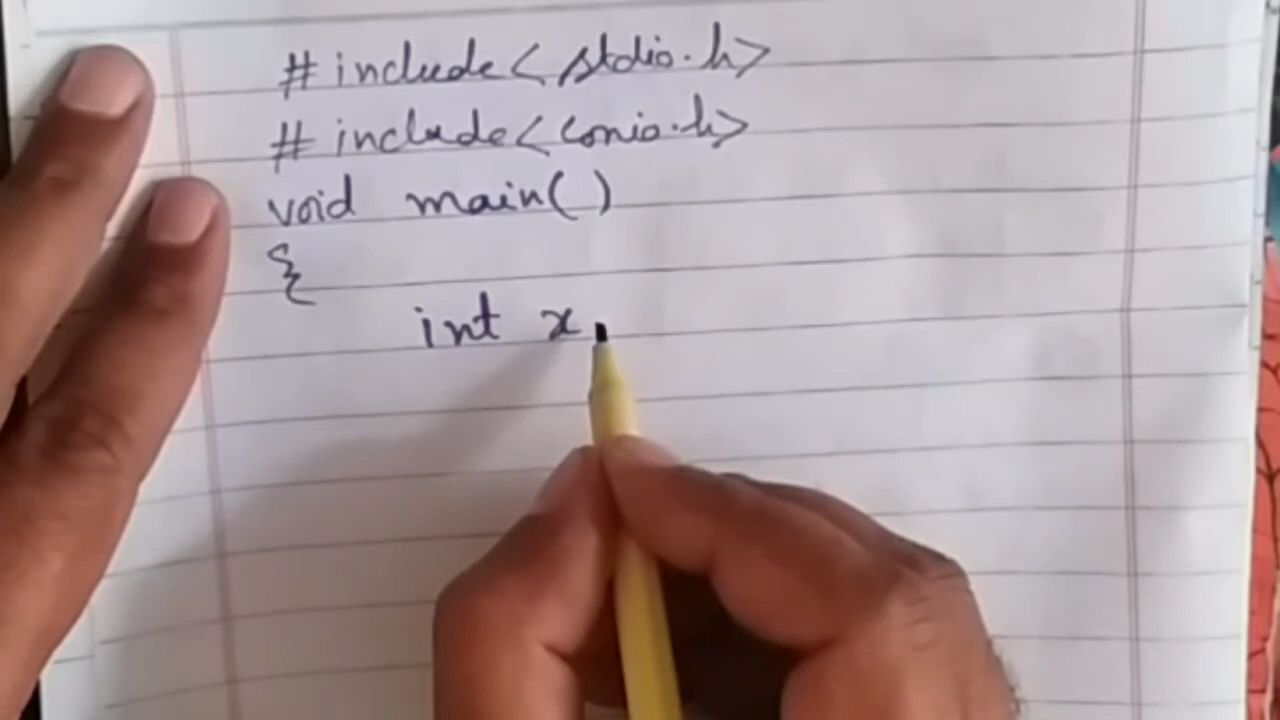 #include<stdio.h>
#include<conio.h>
void main()
{
int x